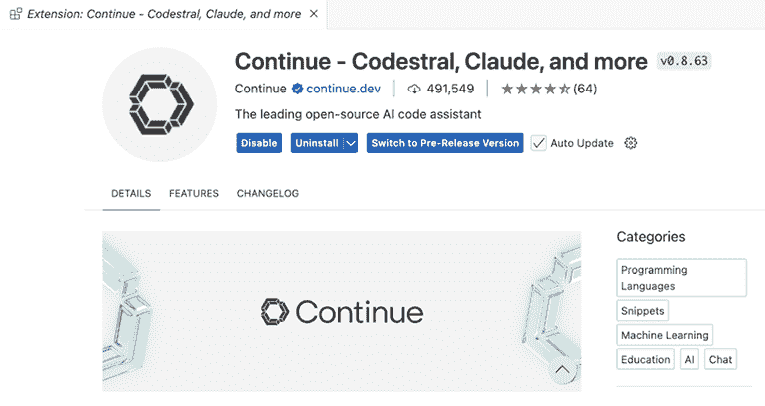 Extension: Continue - Codestral, Claude, and more
Continue - Codestral, Claude, and more v0.8.63
Continue continue.dev 491,549 (64)
The leading open-source AI code assistant
Disable Uninstall Switch to Pre-Release Version Auto Update
DETAILS FEATURES CHANGELOG
Continue
Categories
Programming
Languages
Snippets
Machine Learning
Education AI Chat